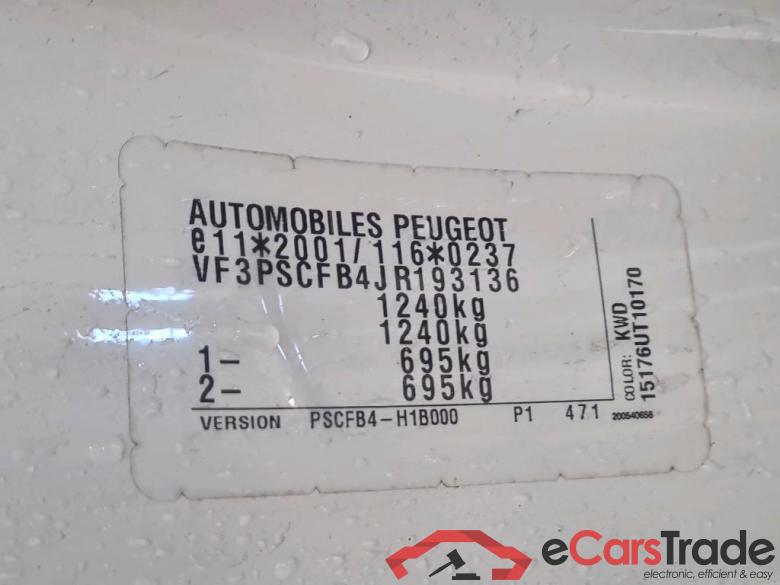 AUTOMOBILES PEUGEOT
e11*2001/116*0237
VF3PSCFB4JR193136
1240kg
1240kg
1- 695kg
2- 695kg
VERSION PSCFB4-H1B000 P1 471
COLOR: KWD
15176UT10170
200540656
eCarsTrade
electronic, efficient & easy